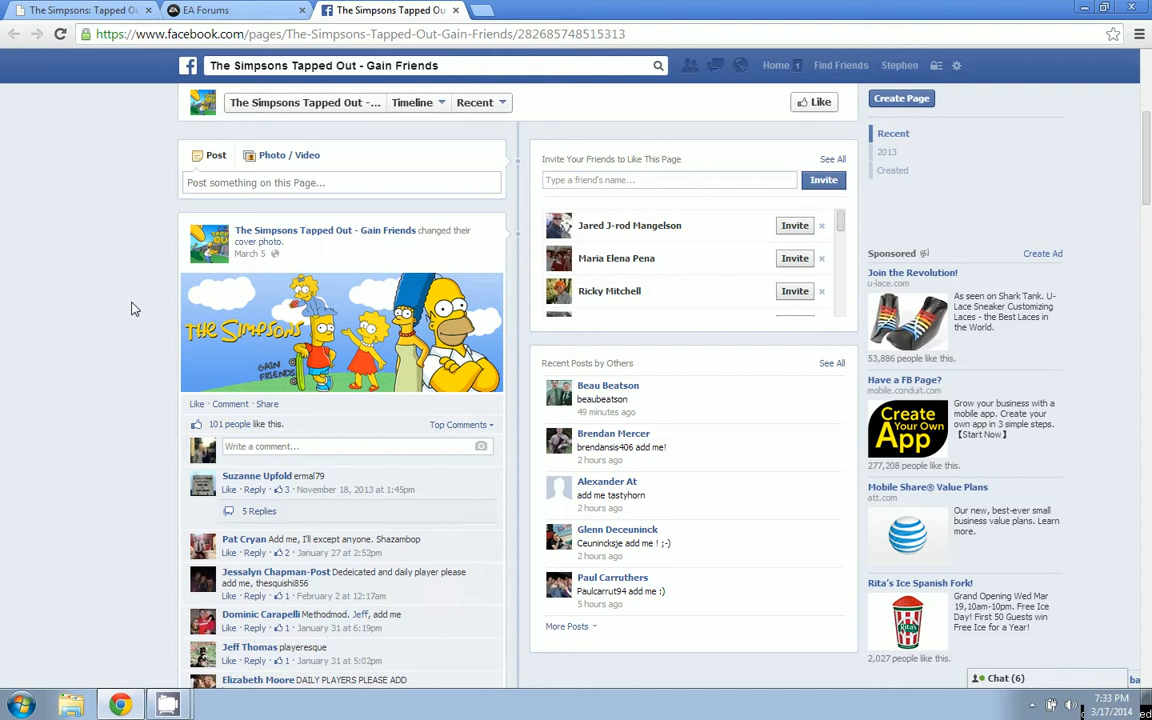 The Simpsons: Tapped O
EA Forums
The Simpsons Tapped Ou
https://www.facebook.com/pages/The-Simpsons-Tapped-Out-Gain-Friends/282685748515313
The Simpsons Tapped Out - Gain Friends
Home 1
Find Friends
Stephen
The Simpsons Tapped Out -...
Timeline
Recent
Like
Create Page
Recent
2013
Created
Post
Photo / Video
Post something on this Page...
Invite Your Friends to Like This Page
See All
Type a friend's name...
Invite
Jared J-rod Mangelson
Invite
Maria Elena Pena
Invite
Ricky Mitchell
Invite
The Simpsons Tapped Out - Gain Friends changed their
cover photo.
March 5
THE SIMPSONS
GAIN
FRIENDS
Like · Comment · Share
101 people like this.
Top Comments
Write a comment...
Suzanne Upfold ermal79
Like · Reply · 3 · November 18, 2013 at 1:45pm
5 Replies
Pat Cryan Add me, I'll except anyone. Shazambop
Like · Reply · 2 · January 27 at 2:52pm
Jessalyn Chapman-Post Dedeicated and daily player please
add me, thesquishi856
Like · Reply · 1 · February 2 at 12:17am
Dominic Carapelli Methodmod. Jeff, add me
Like · Reply · 1 · January 31 at 6:19pm
Jeff Thomas playeresque
Like · Reply · 1 · January 31 at 5:02pm
Elizabeth Moore DAILY PLAYERS PLEASE ADD
Recent Posts by Others
See All
Beau Beatson
beaubeatson
49 minutes ago
Brendan Mercer
brendansis406 add me!
2 hours ago
Alexander At
add me tastyhorn
2 hours ago
Glenn Deceuninck
Ceunincksje add me ! ;-)
2 hours ago
Paul Carruthers
Paulcarrut94 add me :)
5 hours ago
More Posts
Sponsored
Create Ad
Join the Revolution!
u-lace.com
As seen on Shark Tank. U-
Lace Sneaker Customizing
Laces - the Best Laces in
the World.
53,886 people like this.
Have a FB Page?
mobile.conduit.com
Create
Your own
App
Grow your business with a
mobile app. Create your
own app in 3 simple steps.
【Start Now】
277,208 people like this.
Mobile Share® Value Plans
att.com
Our new, best-ever small
business value plans. Learn
more.
Rita's Ice Spanish Fork!
Grand Opening Wed Mar
19,10am-10pm. Free Ice
Day! First 50 Guests win
Free Ice for a Year!
2,027 people like this.
Chat (6)
7:33 PM
3/17/2014